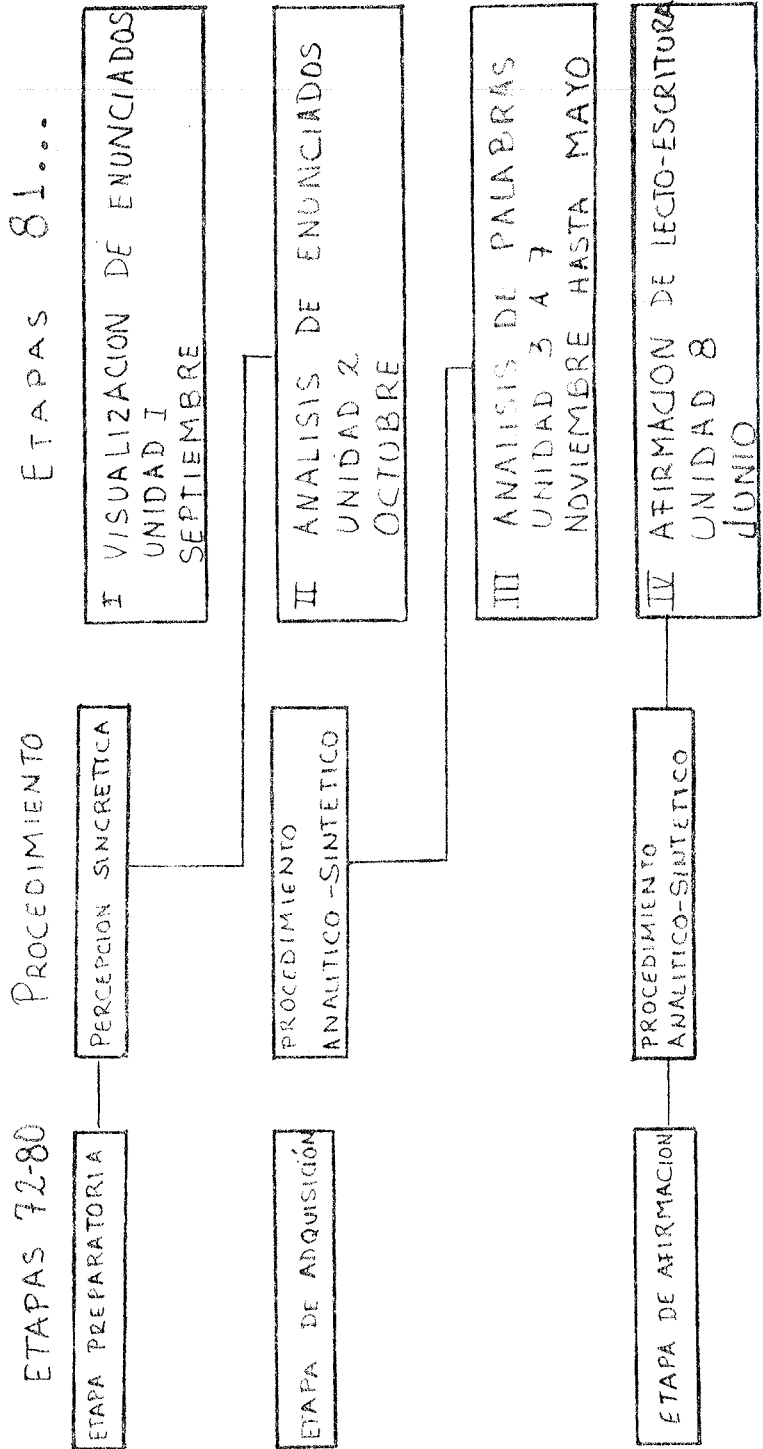 ETAPAS 72-80
PROCEDIMIENTO
ETAPAS 81...
ETAPA PREPARATORIA
PERCEPCION SINCRETICA
I VISUALIZACION DE ENUNCIADOS
UNIDAD I
SEPTIEMBRE
ETAPA DE ADQUISICIÓN
PROCEDIMIENTO
ANALITICO-SINTETICO
II ANALISIS DE ENUNCIADOS
UNIDAD 2
OCTUBRE
III ANALISIS DE PALABRAS
UNIDAD 3 A 7
NOVIEMBRE HASTA MAYO
ETAPA DE AFIRMACION
PROCEDIMIENTO
ANALITICO-SINTETICO
IV AFIRMACION DE LECTO-ESCRITURA
UNIDAD 8
JUNIO